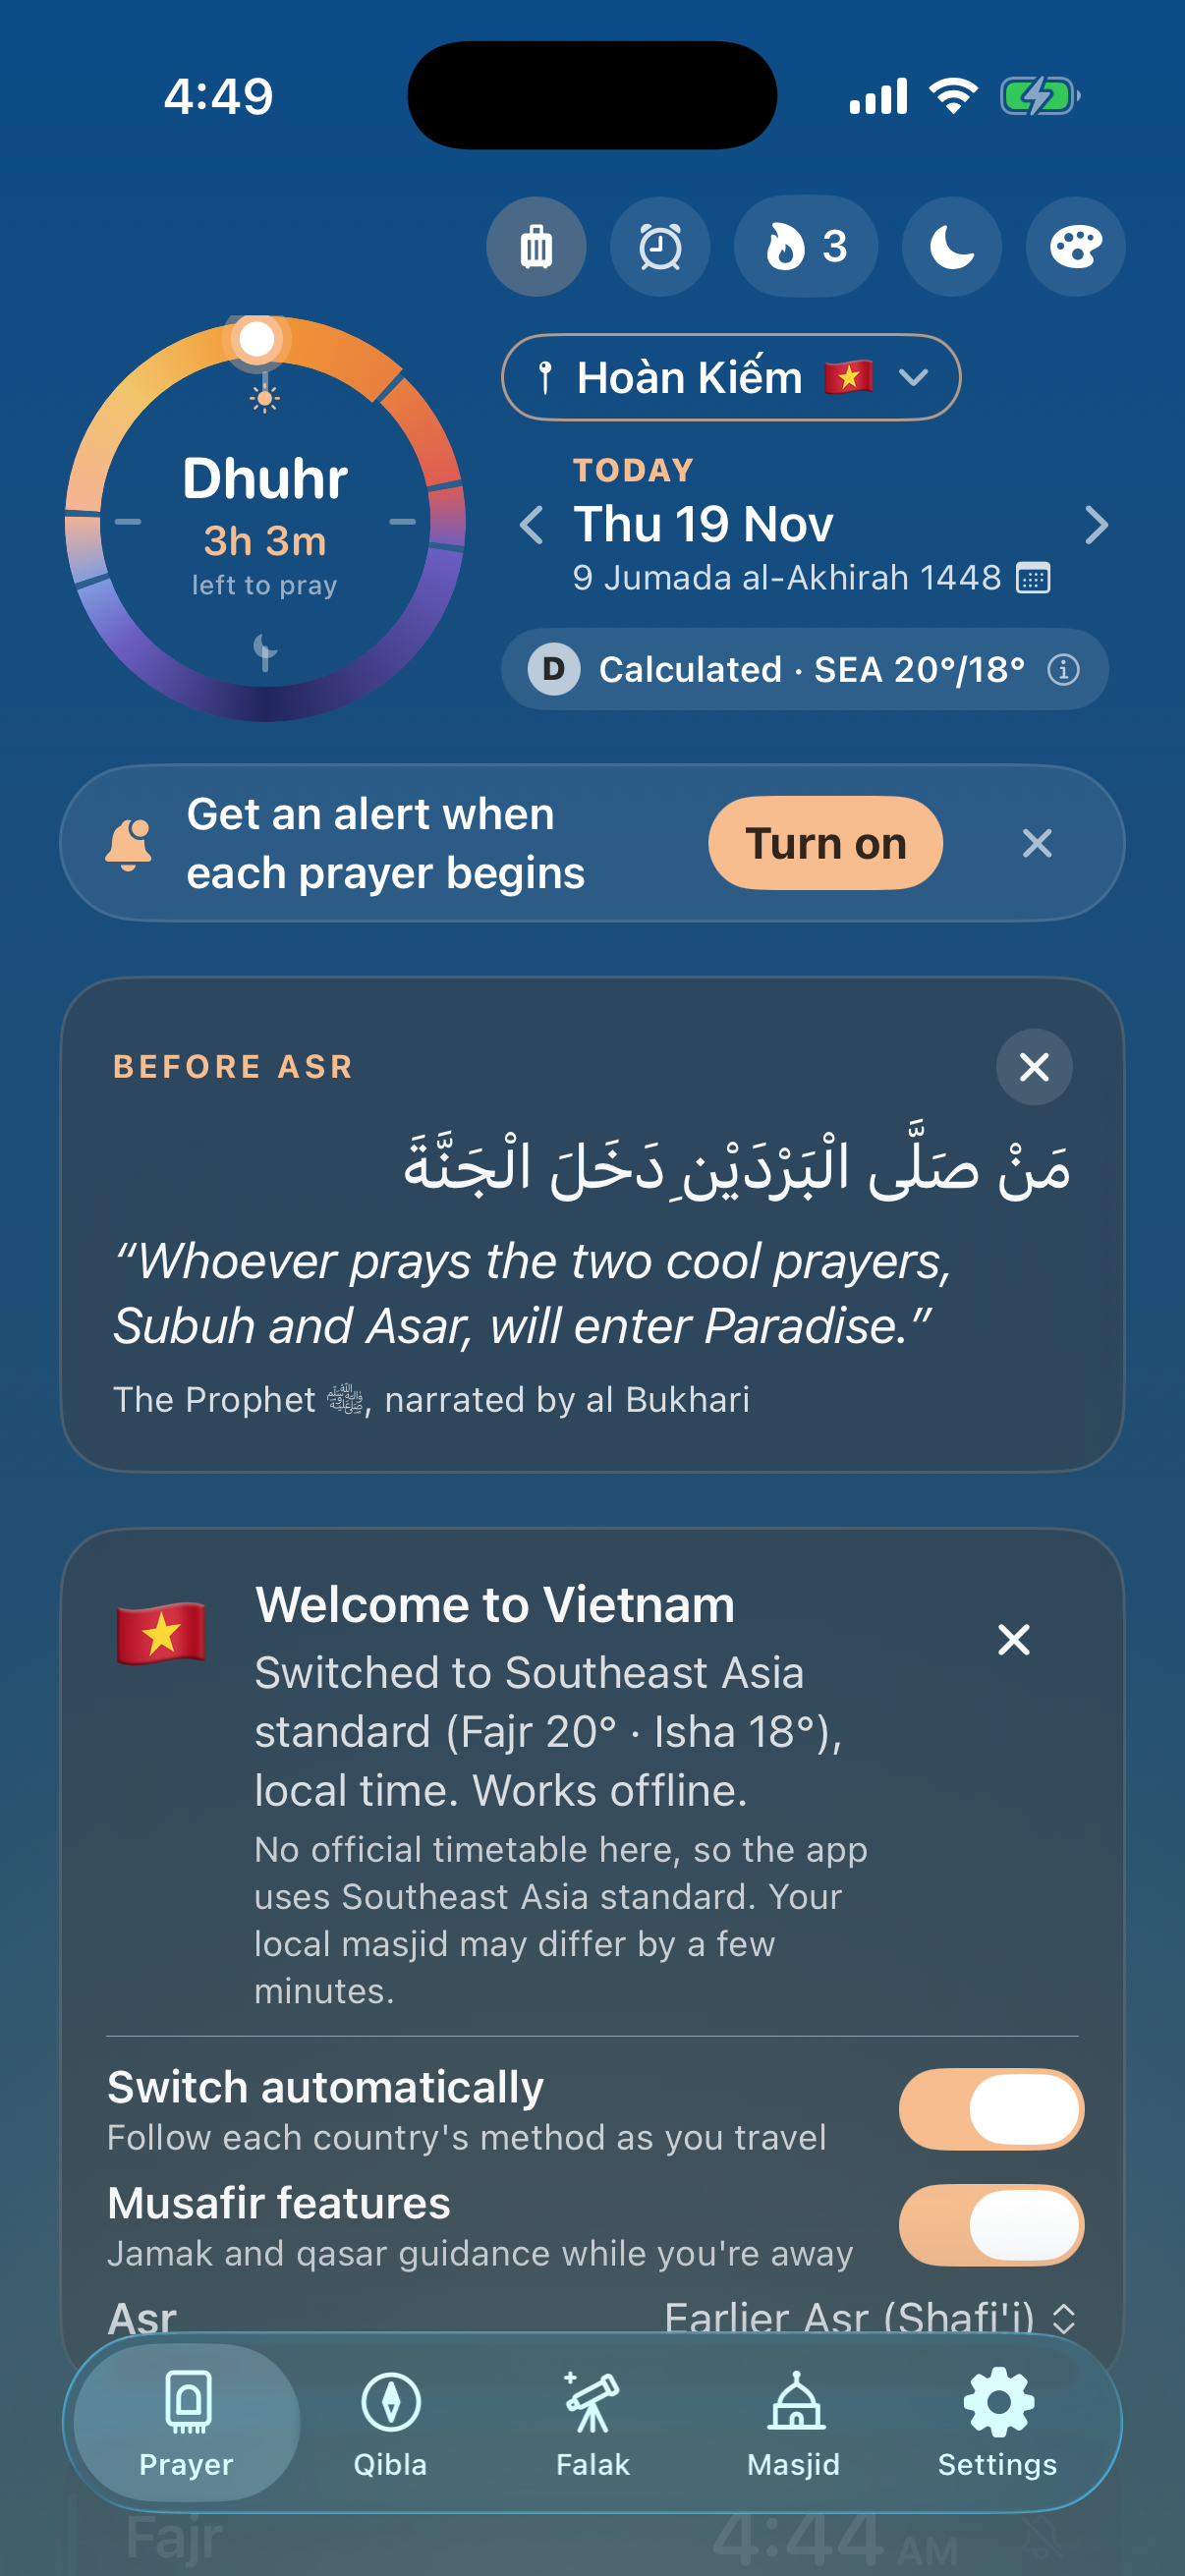 4:49
3
Hoàn Kiếm
Dhuhr
3h 3m
left to pray
TODAY
Thu 19 Nov
9 Jumada al-Akhirah 1448
D Calculated · SEA 20°/18°
Get an alert when
each prayer begins
Turn on
BEFORE ASR
مَنْ صَلَّى الْبَرْدَيْنِ دَخَلَ الْجَنَّةَ
“Whoever prays the two cool prayers,
Subuh and Asar, will enter Paradise.”
The Prophet ﷺ, narrated by al Bukhari
Welcome to Vietnam
Switched to Southeast Asia
standard (Fajr 20° · Isha 18°),
local time. Works offline.
No official timetable here, so the app
uses Southeast Asia standard. Your
local masjid may differ by a few
minutes.
Switch automatically
Follow each country's method as you travel
Musafir features
Jamak and qasar guidance while you're away
Asr Earlier Asr (Shafi'i)
Prayer
Qibla
Falak
Masjid
Settings
Fajr 4:44 AM